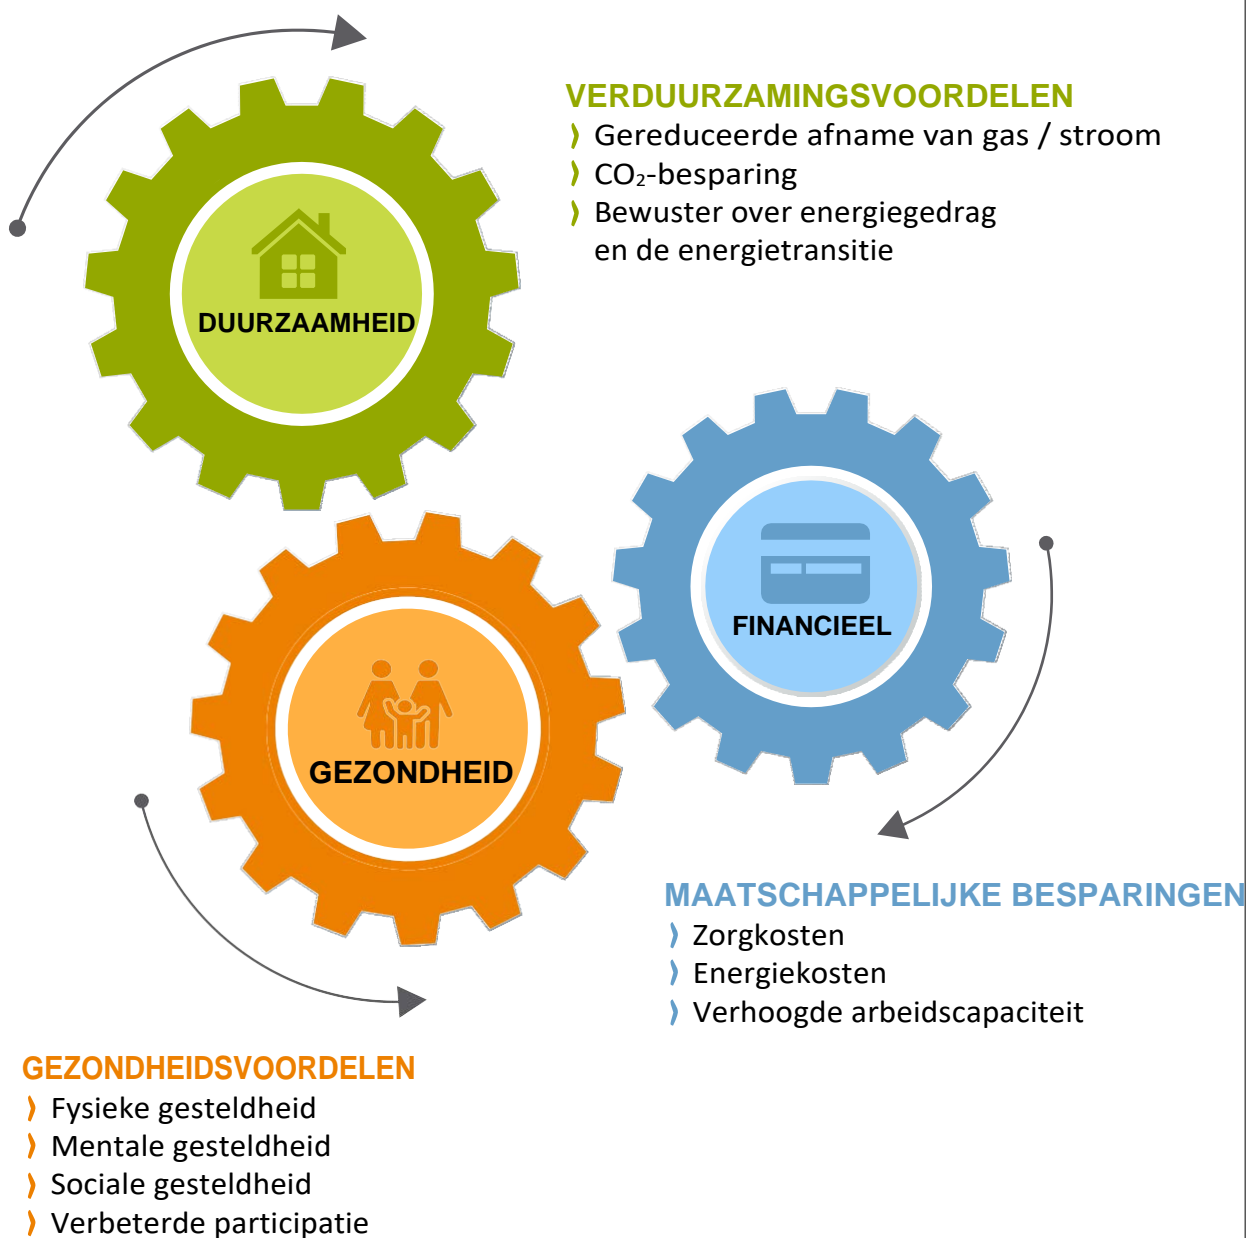 VERDUURZAMINGSVOORDELEN
Gereduceerde afname van gas / stroom
CO₂-besparing
Bewuster over energiegedrag
en de energietransitie
DUURZAAMHEID
FINANCIEEL
GEZONDHEID
MAATSCHAPPELIJKE BESPARINGEN
Zorgkosten
Energiekosten
Verhoogde arbeidscapaciteit
GEZONDHEIDSVOORDELEN
Fysieke gesteldheid
Mentale gesteldheid
Sociale gesteldheid
Verbeterde participatie